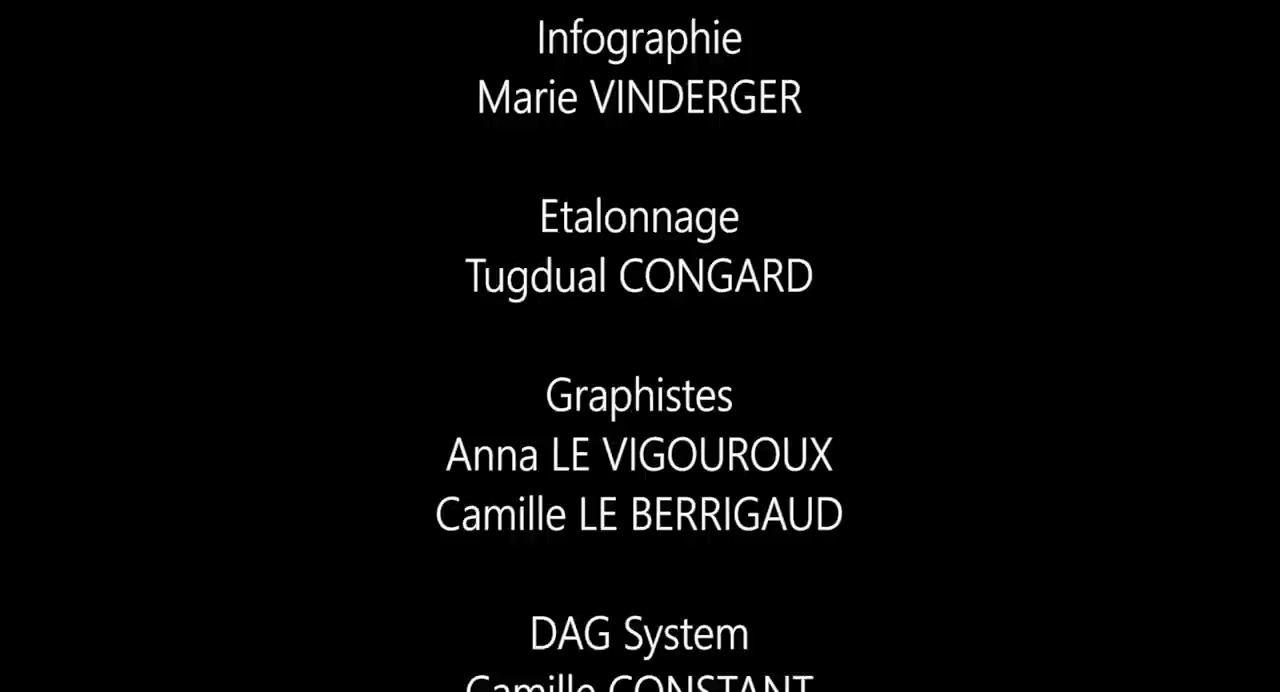 Infographie
Marie VINDERGER
Etalonnage
Tugdual CONGARD
Graphistes
Anna LE VIGOUROUX
Camille LE BERRIGAUD
DAG System
Camille CONSTANT